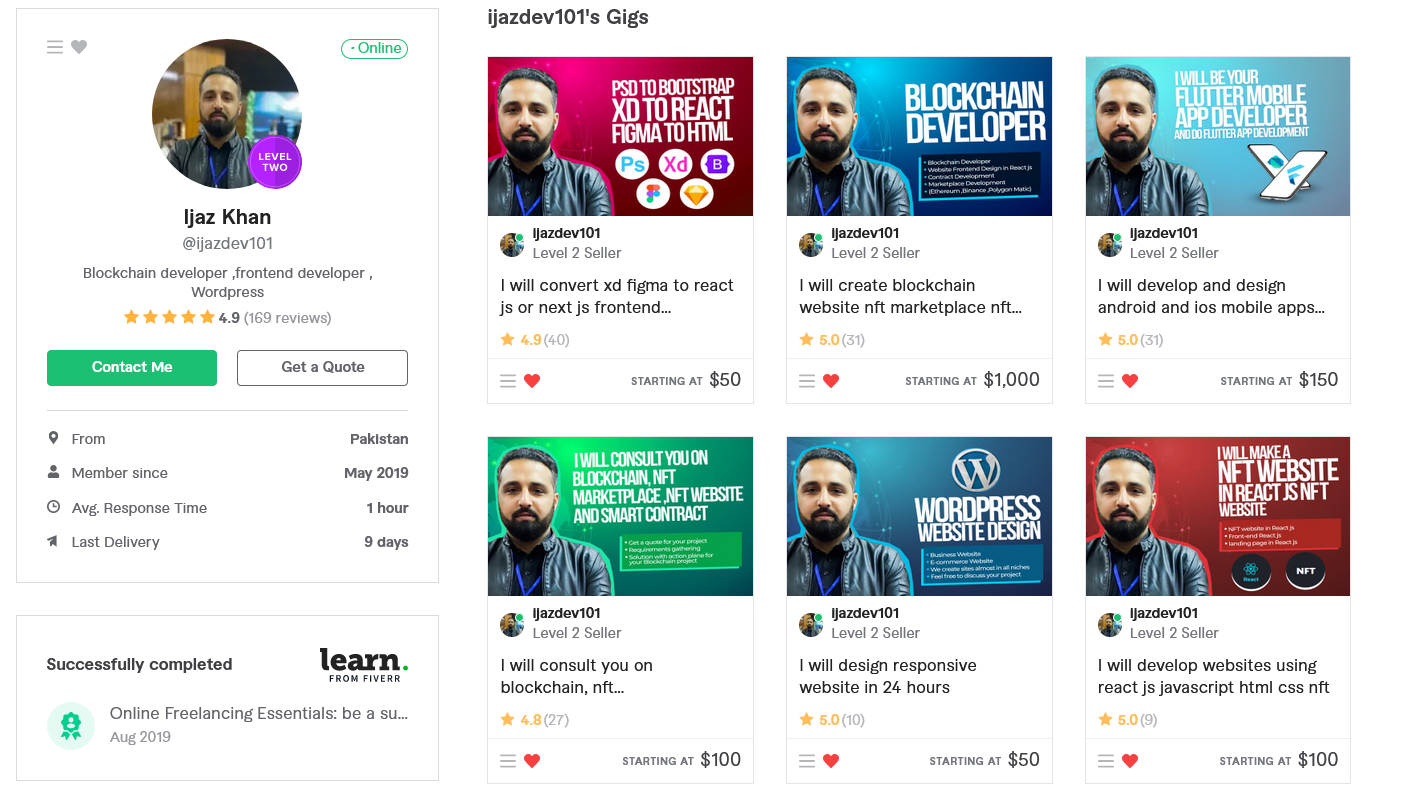 · Online
LEVEL
TWO
Ijaz Khan
@ijazdev101
Blockchain developer ,frontend developer ,
Wordpress
4.9 (169 reviews)
Contact Me
Get a Quote
From Pakistan
Member since May 2019
Avg. Response Time 1 hour
Last Delivery 9 days
Successfully completed
learn.
FROM FIVERR
Online Freelancing Essentials: be a su...
Aug 2019
ijazdev101's Gigs
PSD TO BOOTSTRAP
XD TO REACT
FIGMA TO HTML
Ps Xd B
ijazdev101
Level 2 Seller
I will convert xd figma to react
js or next js frontend...
4.9 (40)
STARTING AT $50
BLOCKCHAIN
DEVELOPER
• Blockchain Developer
• Website Frontend Design in React js
• Contract Development
• Marketplace Development
• (Ethereum ,Binance ,Polygon Matic)
ijazdev101
Level 2 Seller
I will create blockchain
website nft marketplace nft...
5.0 (31)
STARTING AT $1,000
I WILL BE YOUR
FLUTTER MOBILE
APP DEVELOPER
AND DO FLUTTER APP DEVELOPMENT
ijazdev101
Level 2 Seller
I will develop and design
android and ios mobile apps...
5.0 (31)
STARTING AT $150
I WILL CONSULT YOU ON
BLOCKCHAIN, NFT
MARKETPLACE ,NFT WEBSITE
AND SMART CONTRACT
• Get a quote for your project
• Requirements gathering
• Solution with action plane for
your Blockchain project
ijazdev101
Level 2 Seller
I will consult you on
blockchain, nft...
4.8 (27)
STARTING AT $100
W
WORDPRESS
WEBSITE DESIGN
• Business Website
• E-commerce Website
• We create sites almost in all niches
• Feel free to discuss your project
ijazdev101
Level 2 Seller
I will design responsive
website in 24 hours
5.0 (10)
STARTING AT $50
I WILL MAKE A
NFT WEBSITE
IN REACT JS NFT
WEBSITE
• NFT website in React js
• Front-end React js
• landing page in React js
React
NFT
ijazdev101
Level 2 Seller
I will develop websites using
react js javascript html css nft
5.0 (9)
STARTING AT $100